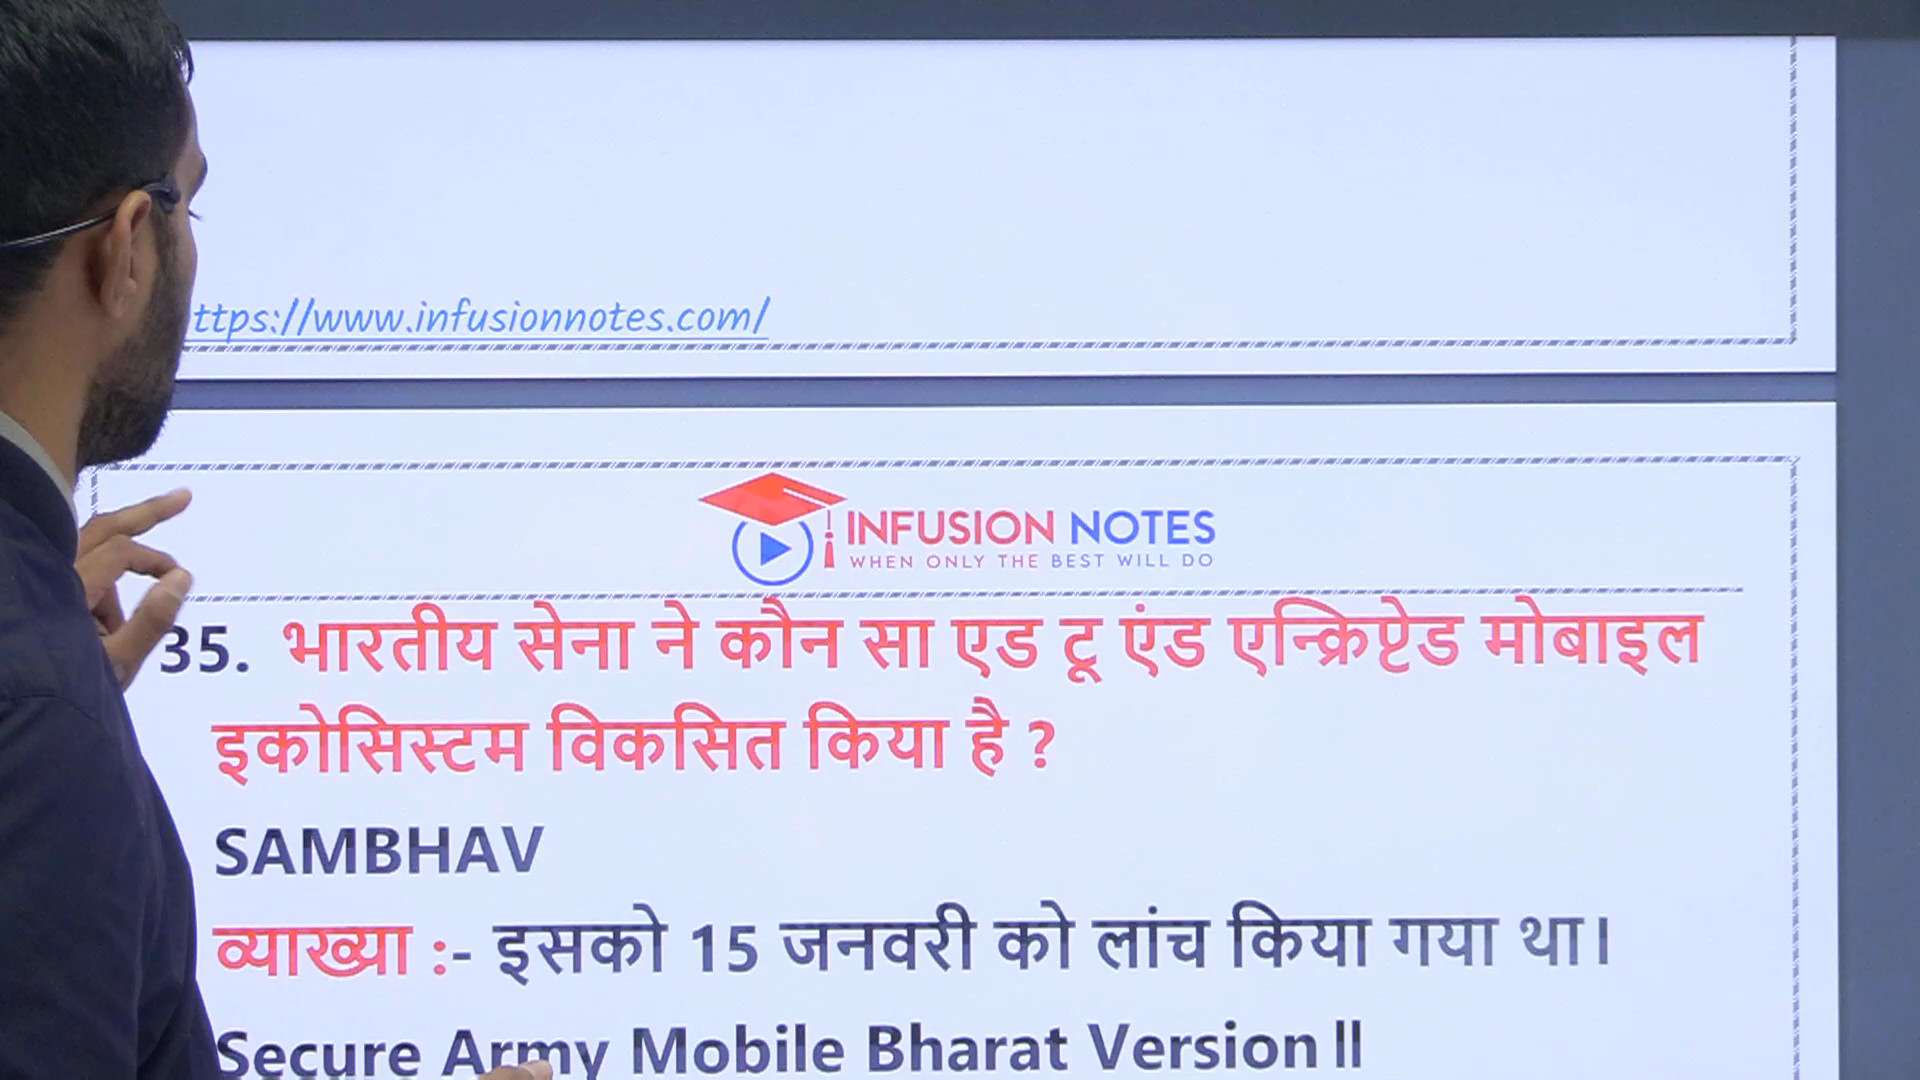 ttps://www.infusionnotes.com/
INFUSION NOTES
WHEN ONLY THE BEST WILL DO
35. भारतीय सेना ने कौन सा एड टू एंड एन्क्रिप्टेड मोबाइल
इकोसिस्टम विकसित किया है ?
SAMBHAV
व्याख्या :- इसको 15 जनवरी को लांच किया गया था।
Secure Army Mobile Bharat Version II